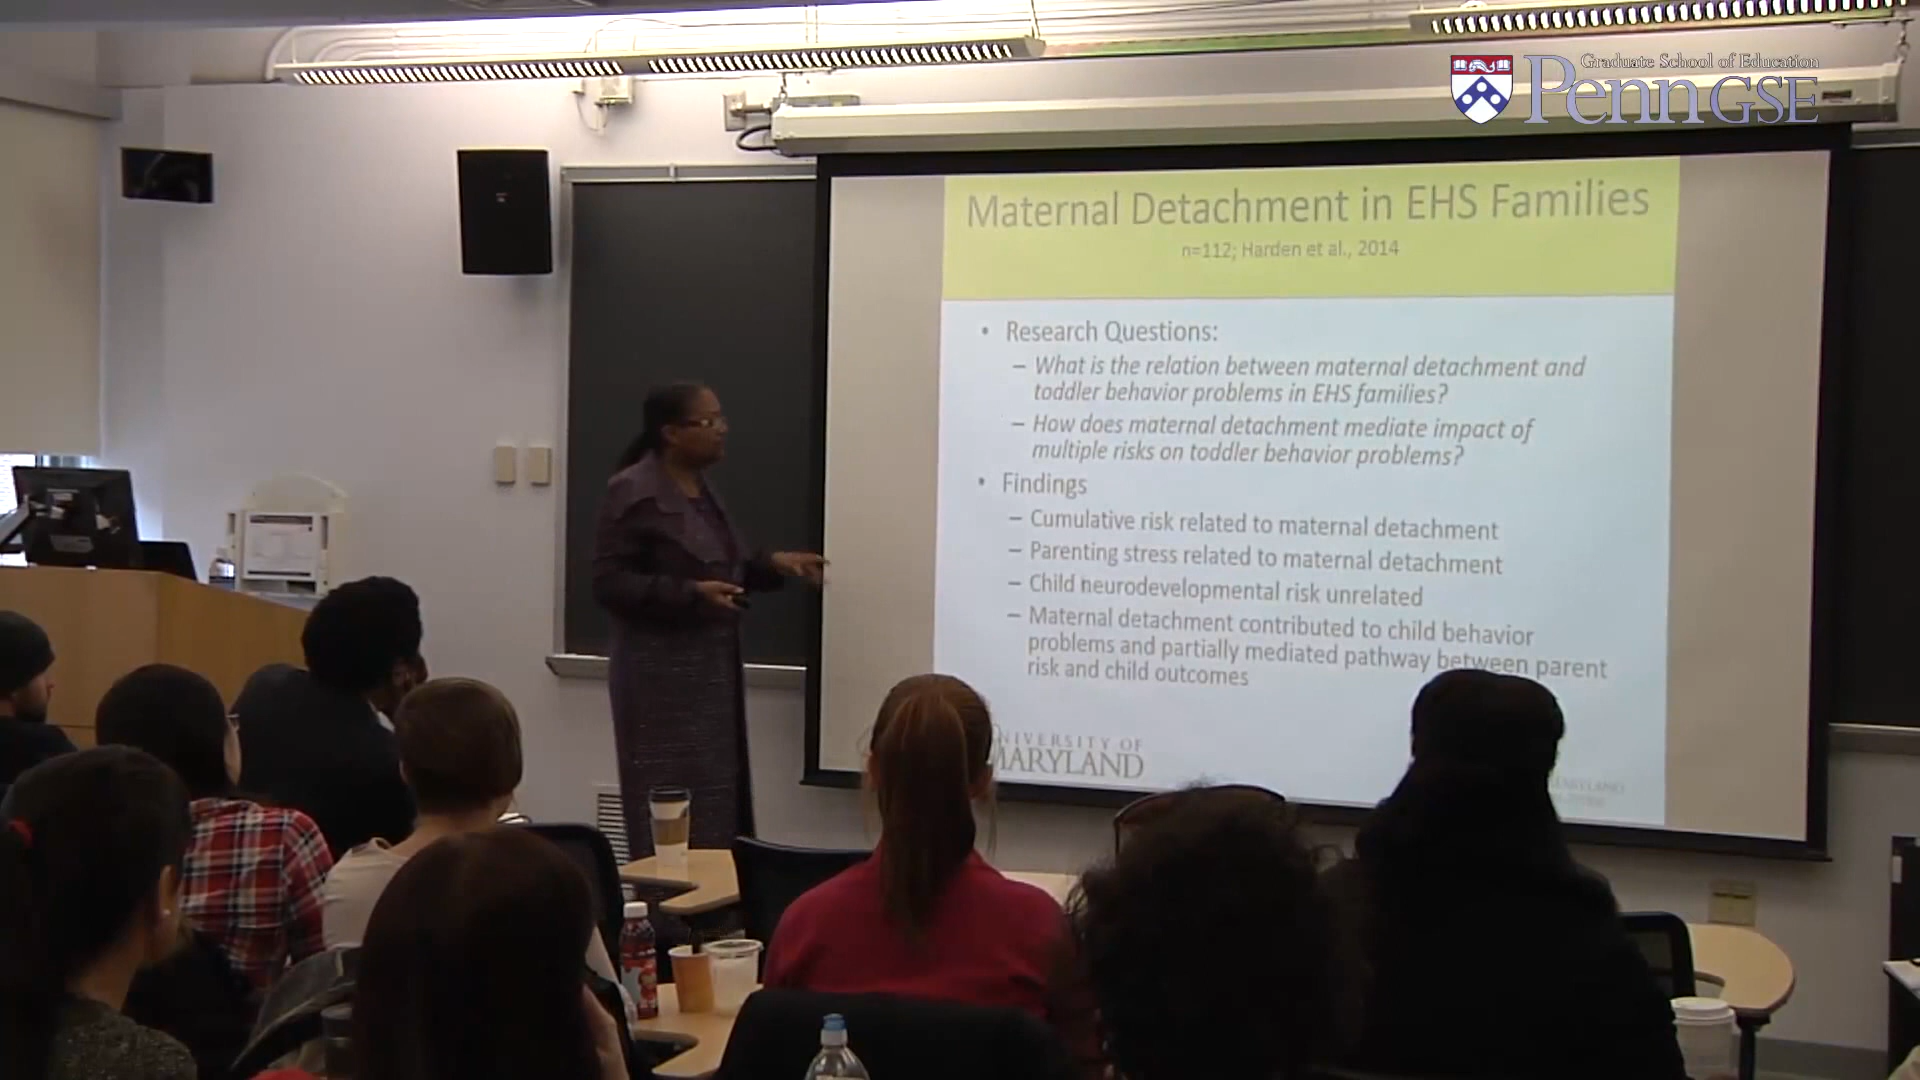 Graduate School of Education
Penn GSE
Maternal Detachment in EHS Families
n=112; Harden et al., 2014
• Research Questions:
– What is the relation between maternal detachment and
toddler behavior problems in EHS families?
– How does maternal detachment mediate impact of
multiple risks on toddler behavior problems?
• Findings
– Cumulative risk related to maternal detachment
– Parenting stress related to maternal detachment
– Child neurodevelopmental risk unrelated
– Maternal detachment contributed to child behavior
problems and partially mediated pathway between parent
risk and child outcomes
UNIVERSITY OF
MARYLAND